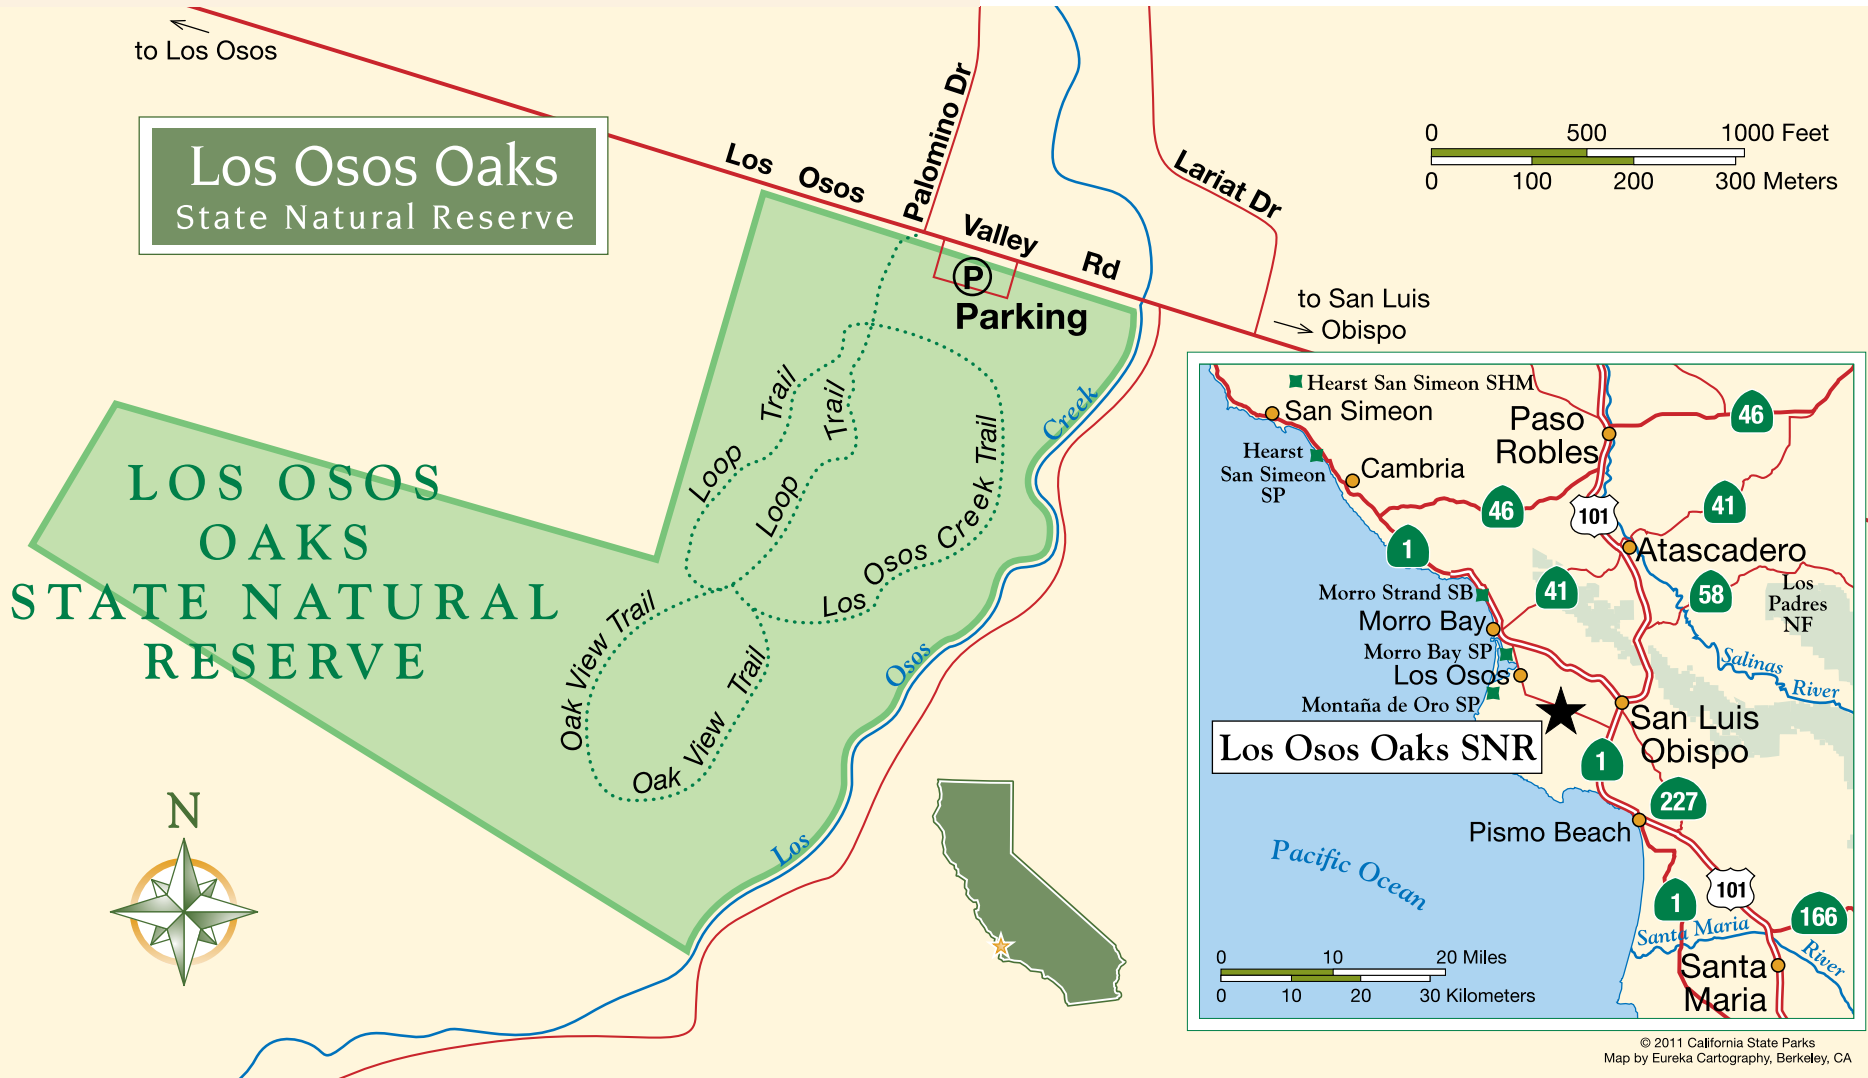 to Los Osos
Los Osos Oaks
State Natural Reserve
Los Osos Valley Rd
Palomino Dr
Lariat Dr
0 500 1000 Feet
0 100 200 300 Meters
to San Luis
Obispo
P
Parking
Loop Trail
Loop Trail
Los Osos Creek Trail
Oak View Trail
Oak View Trail
Los Osos Creek
LOS OSOS
OAKS
STATE NATURAL
RESERVE
N
Hearst San Simeon SHM
San Simeon
Paso
Robles
46
Hearst
San Simeon
SP
Cambria
46
101
41
1
Atascadero
41
58
Los
Padres
NF
Morro Strand SB
Morro Bay
Morro Bay SP
Los Osos
Montaña de Oro SP
Salinas River
Los Osos Oaks SNR
San Luis
Obispo
1
227
Pismo Beach
Pacific Ocean
101
1
166
Santa Maria River
Santa
Maria
0 10 20 Miles
0 10 20 30 Kilometers
© 2011 California State Parks
Map by Eureka Cartography, Berkeley, CA